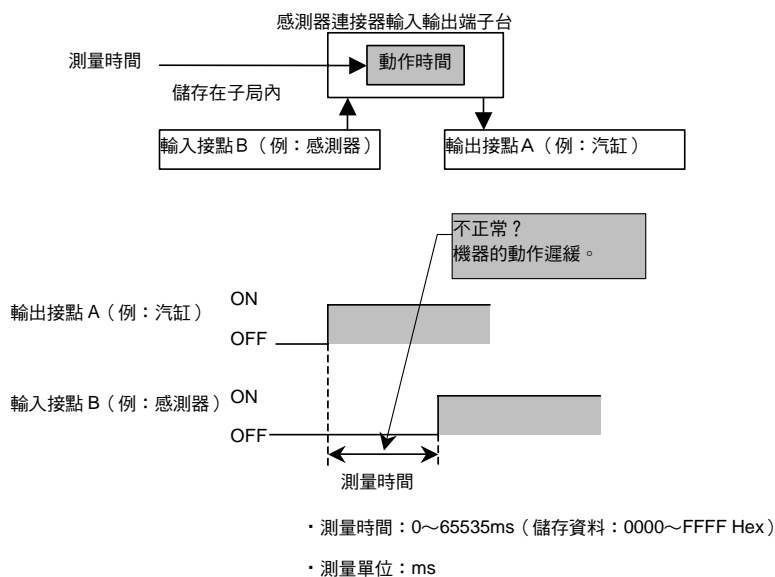 感測器連接器輸入輸出端子台
測量時間
動作時間
儲存在子局內
輸入接點B（例：感測器）
輸出接點A（例：汽缸）
不正常？
機器的動作遲緩。
輸出接點 A（例：汽缸）
ON
OFF
輸入接點 B（例：感測器）
ON
OFF
測量時間
・測量時間：0～65535ms（儲存資料：0000～FFFF Hex）
・測量單位：ms